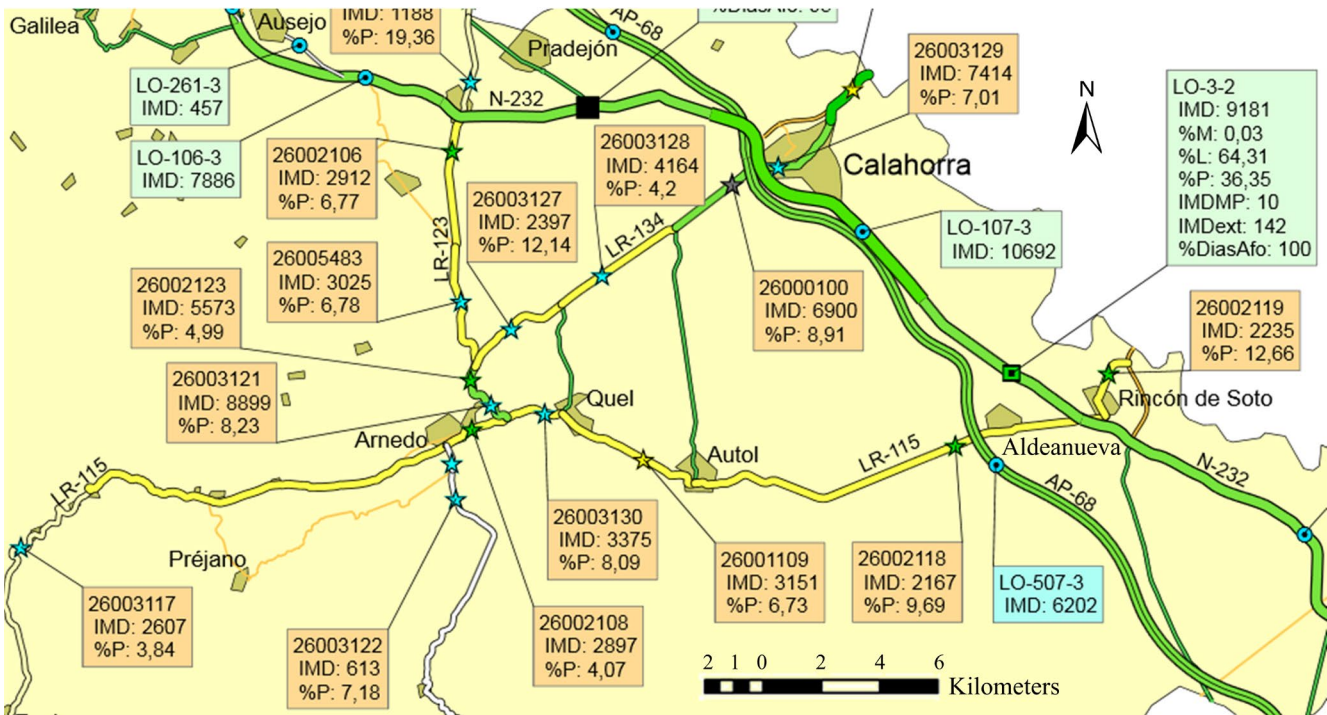 Galilea
Ausejo
IMD: 1188
%P: 19,36
Pradejón
AP-68
LO-261-3
IMD: 457
N-232
26003129
IMD: 7414
%P: 7,01
LO-3-2
IMD: 9181
%M: 0,03
%L: 64,31
%P: 36,35
IMDMP: 10
IMDext: 142
%DiasAfo: 100
N
LO-106-3
IMD: 7886
26002106
IMD: 2912
%P: 6,77
26003128
IMD: 4164
%P: 4,2
Calahorra
26003127
IMD: 2397
%P: 12,14
LR-123
LR-134
LO-107-3
IMD: 10692
26005483
IMD: 3025
%P: 6,78
26002123
IMD: 5573
%P: 4,99
26000100
IMD: 6900
%P: 8,91
26002119
IMD: 2235
%P: 12,66
26003121
IMD: 8899
%P: 8,23
Quel
Rincón de Soto
Arnedo
Autol
LR-115
Aldeanueva
N-232
LR-115
AP-68
Préjano
26003130
IMD: 3375
%P: 8,09
26001109
IMD: 3151
%P: 6,73
26002118
IMD: 2167
%P: 9,69
LO-507-3
IMD: 6202
26003117
IMD: 2607
%P: 3,84
26003122
IMD: 613
%P: 7,18
26002108
IMD: 2897
%P: 4,07
2 1 0 2 4 6
Kilometers